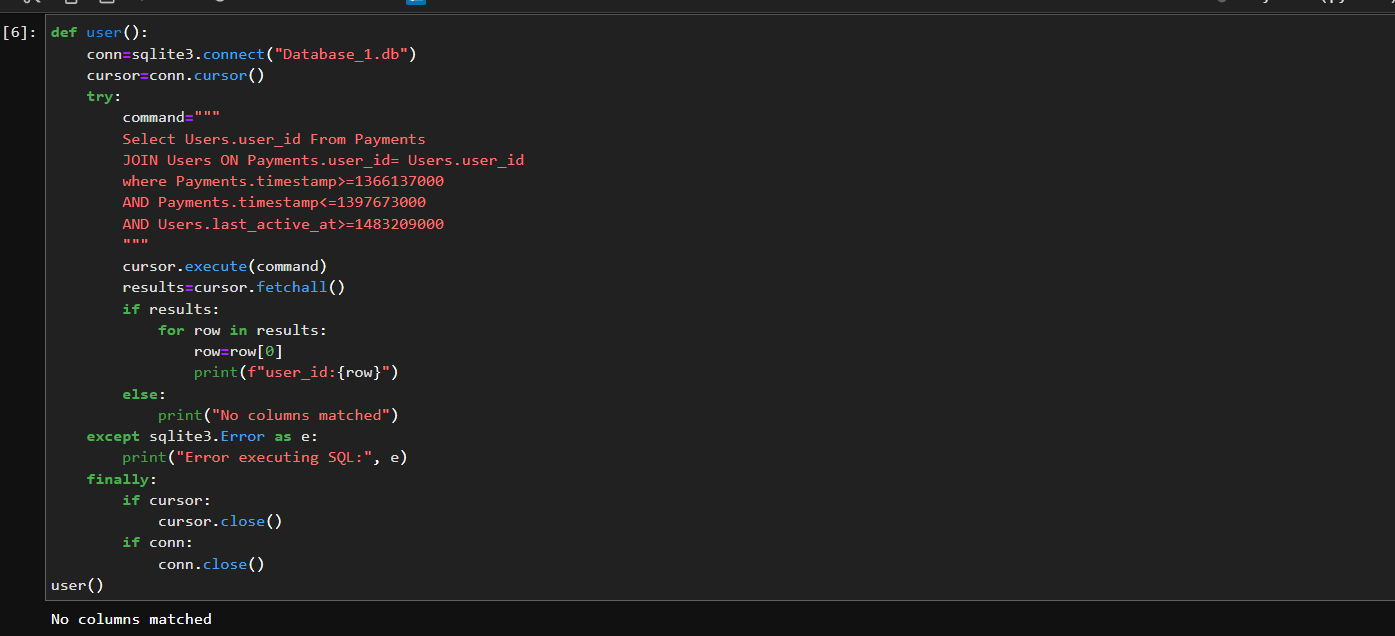 [6]: def user():
    conn=sqlite3.connect("Database_1.db")
    cursor=conn.cursor()
    try:
        command="""
        Select Users.user_id From Payments
        JOIN Users ON Payments.user_id= Users.user_id
        where Payments.timestamp>=1366137000
        AND Payments.timestamp<=1397673000
        AND Users.last_active_at>=1483209000
        """
        cursor.execute(command)
        results=cursor.fetchall()
        if results:
            for row in results:
                row=row[0]
                print(f"user_id:{row}")
        else:
            print("No columns matched")
    except sqlite3.Error as e:
        print("Error executing SQL:", e)
    finally:
        if cursor:
            cursor.close()
        if conn:
            conn.close()
user()
No columns matched